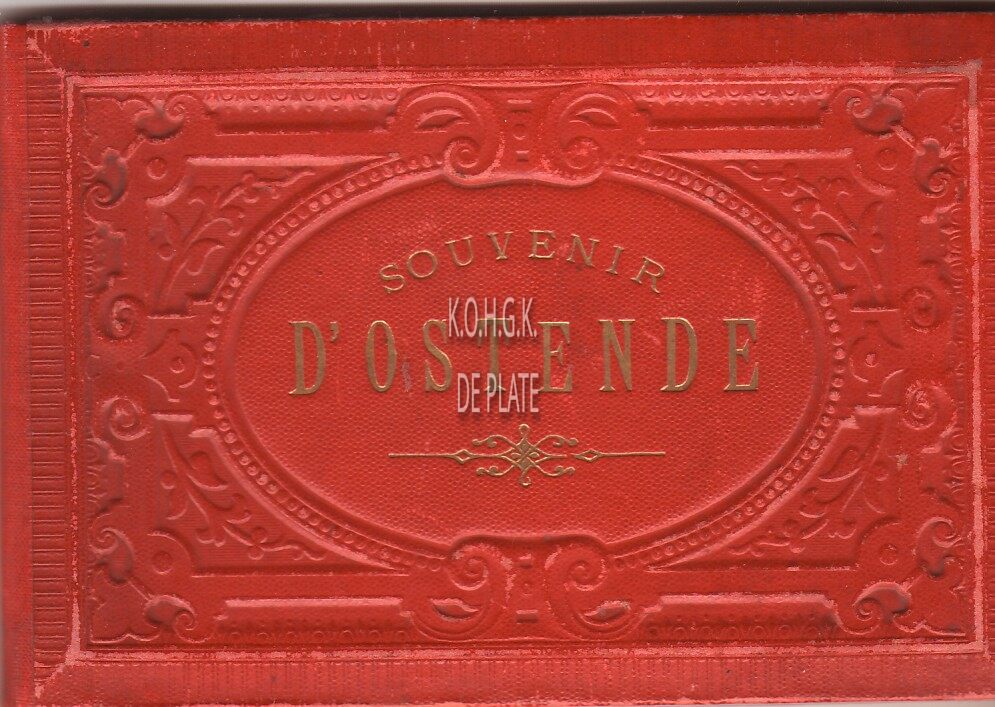 SOUVENIR
D'OSTENDE
K.O.H.G.K.
DE PLATE